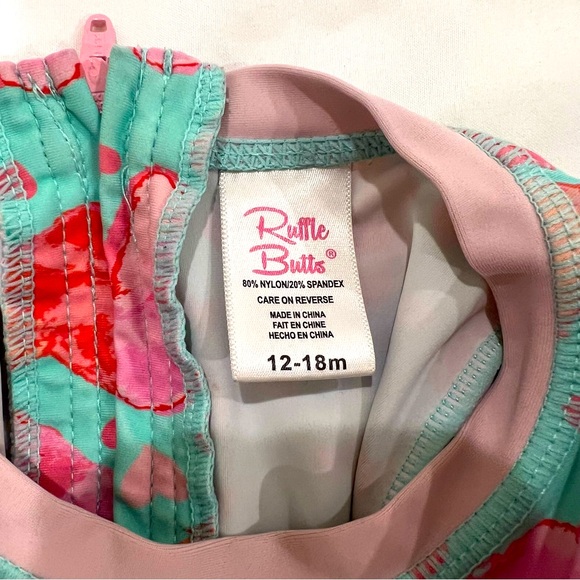 Ruffle
Butts®
80% NYLON/20% SPANDEX
CARE ON REVERSE
MADE IN CHINA
FAIT EN CHINE
HECHO EN CHINA
12-18m